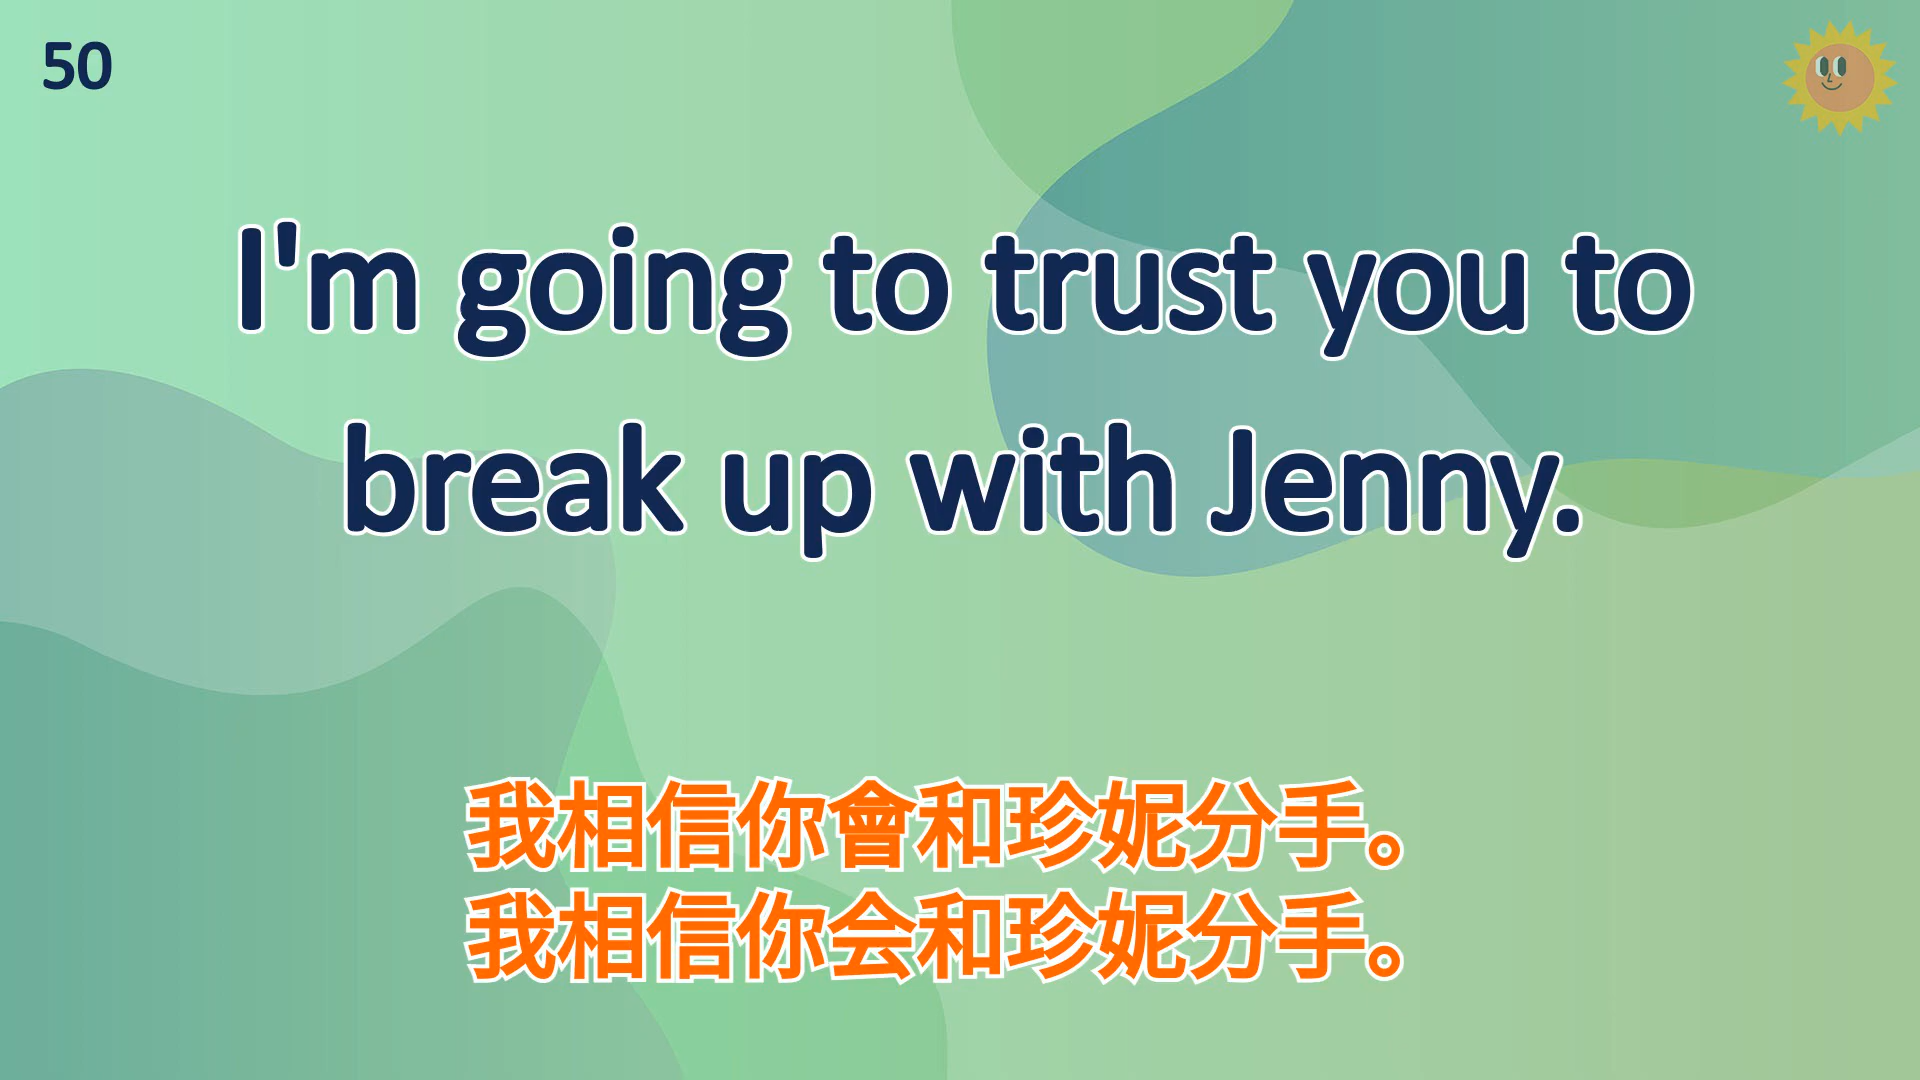 50
I'm going to trust you to
break up with Jenny.
我相信你會和珍妮分手。
我相信你会和珍妮分手。